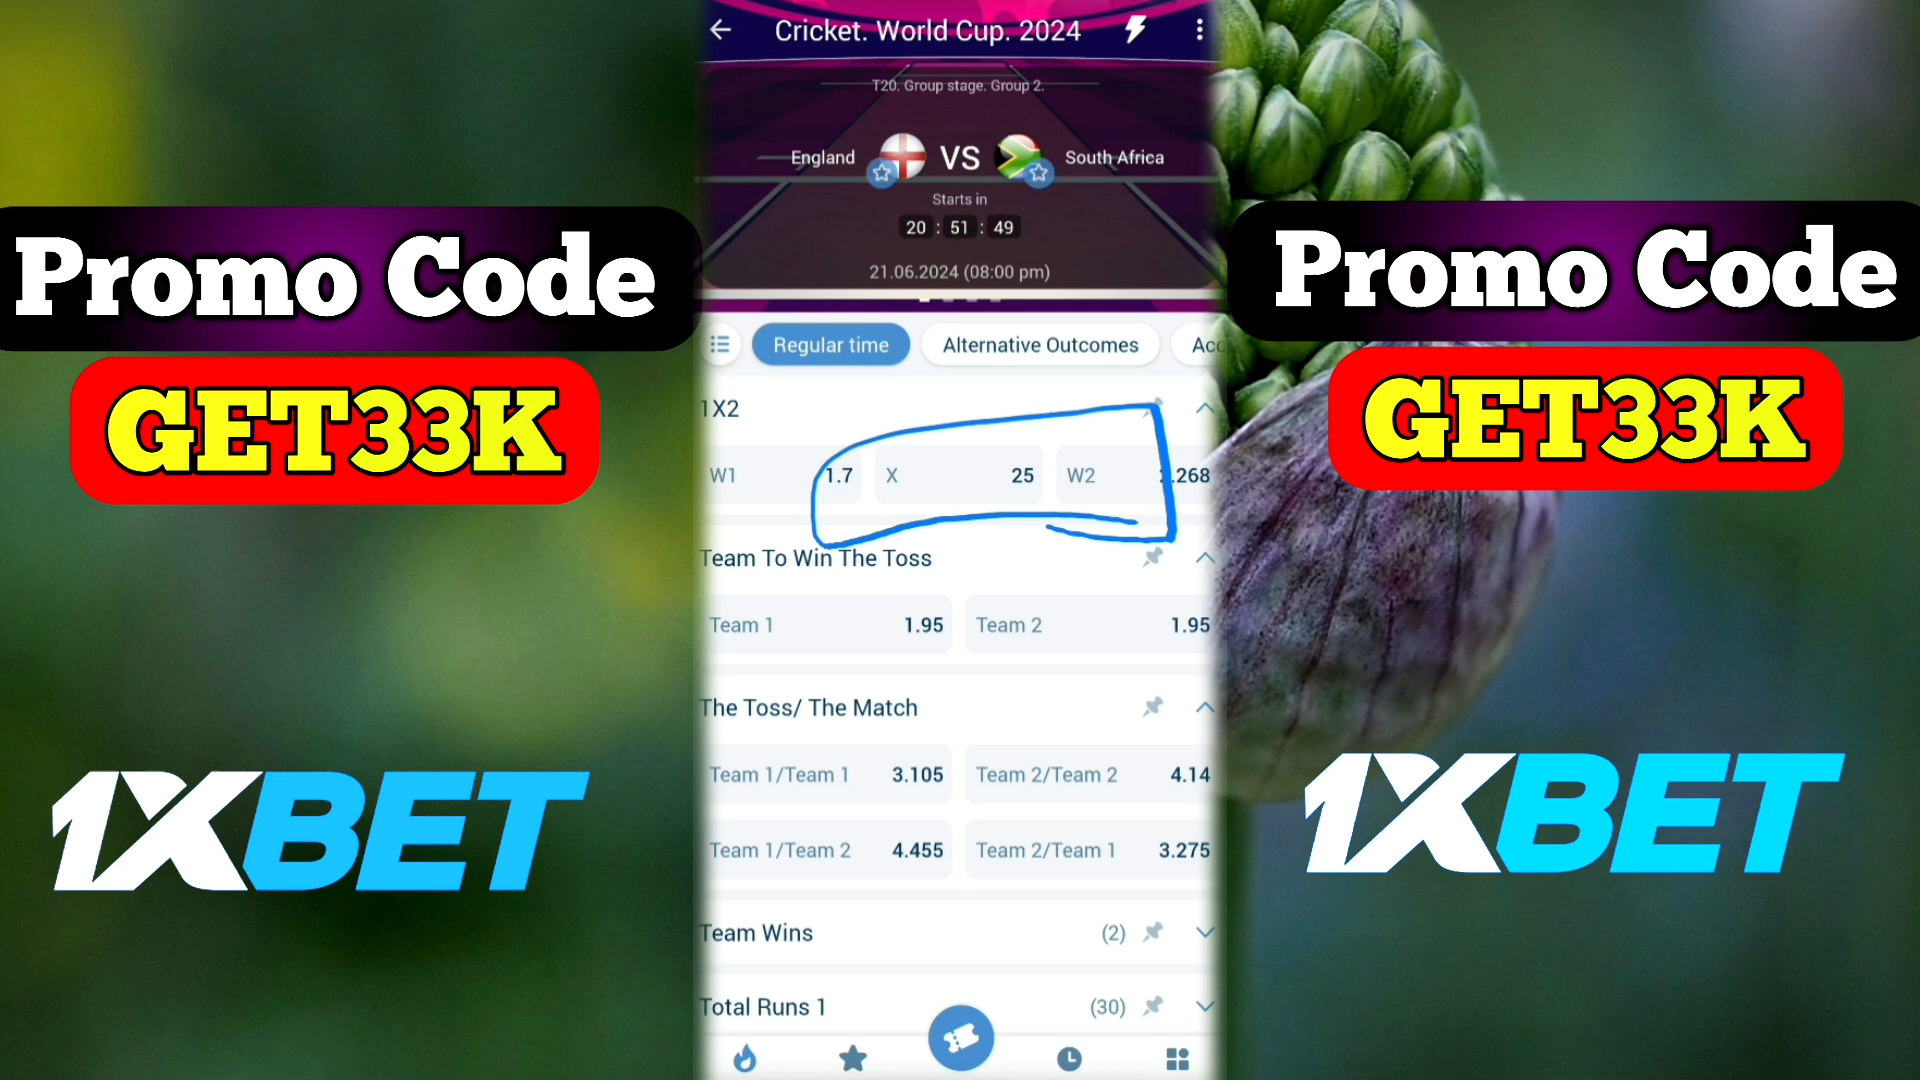 Cricket. World Cup. 2024
T20. Group stage. Group 2.
England VS South Africa
Starts in
20 : 51 : 49
21.06.2024 (08:00 pm)
Promo Code
GET33K
1XBET
Promo Code
GET33K
1XBET
Regular time Alternative Outcomes
1X2
W1 1.7 X 25 W2 .268
Team To Win The Toss
Team 1 1.95 Team 2 1.95
The Toss/ The Match
Team 1/Team 1 3.105 Team 2/Team 2 4.14
Team 1/Team 2 4.455 Team 2/Team 1 3.275
Team Wins (2)
Total Runs 1 (30)